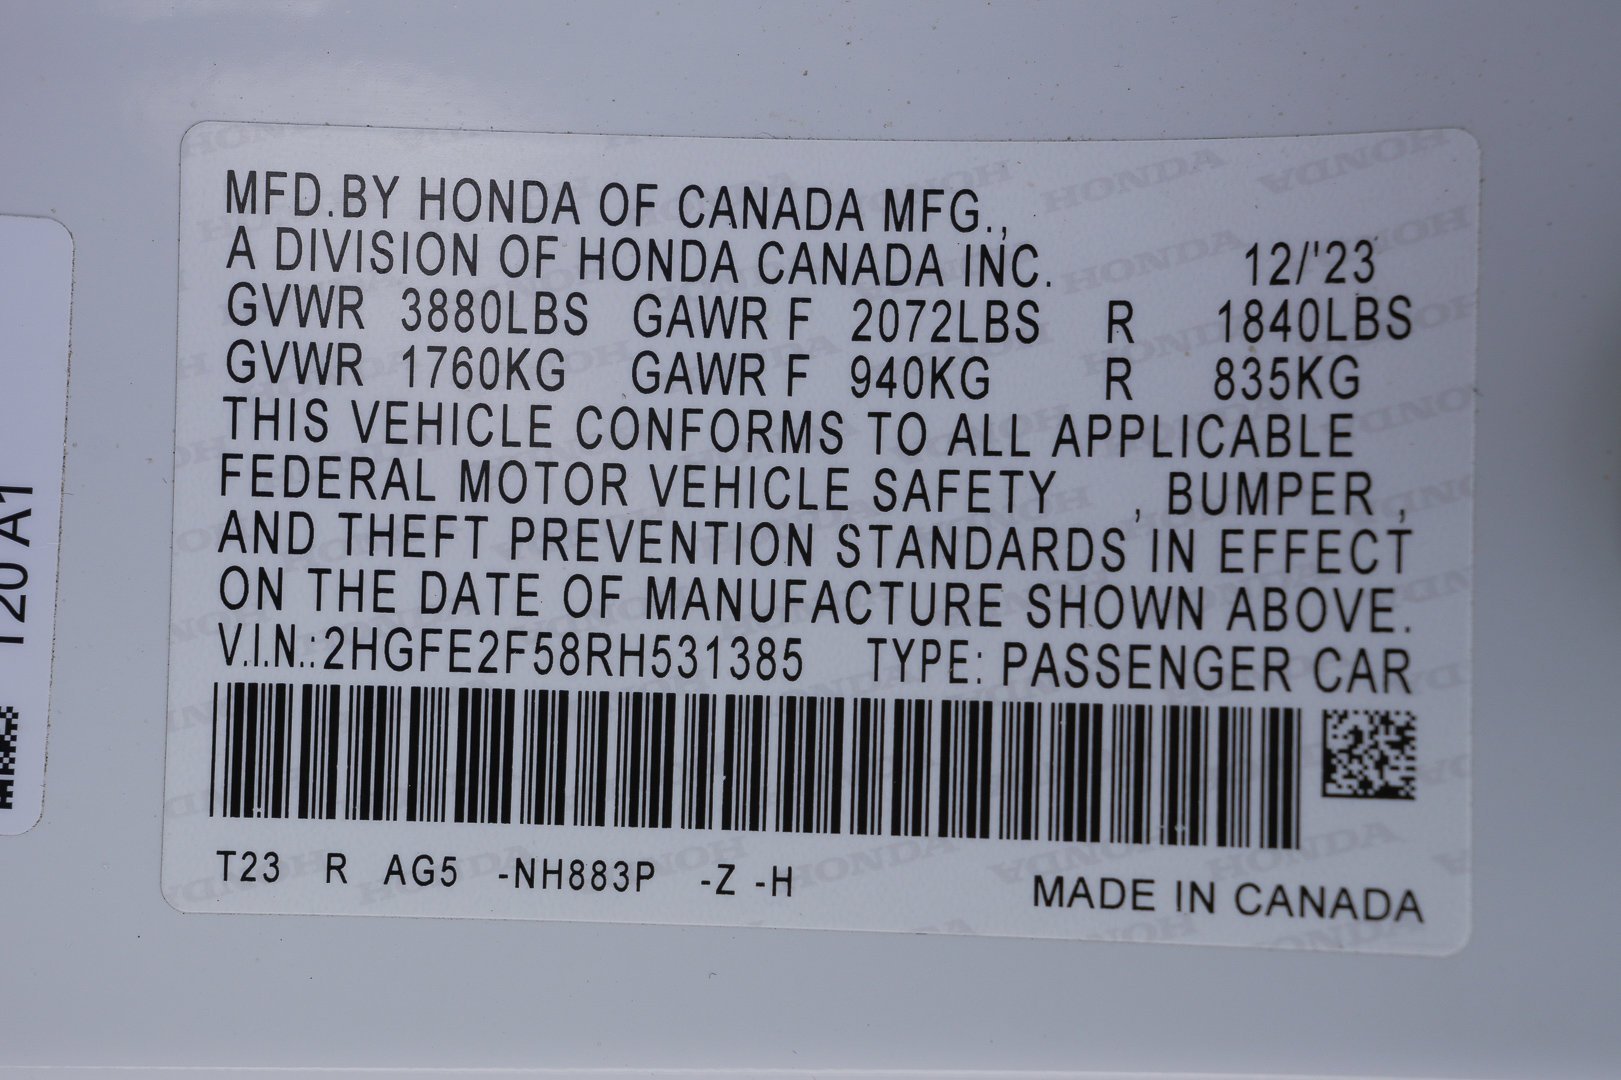 MFD.BY HONDA OF CANADA MFG.,
A DIVISION OF HONDA CANADA INC. 12/'23
GVWR 3880LBS GAWR F 2072LBS R 1840LBS
GVWR 1760KG GAWR F 940KG R 835KG
THIS VEHICLE CONFORMS TO ALL APPLICABLE
FEDERAL MOTOR VEHICLE SAFETY , BUMPER ,
AND THEFT PREVENTION STANDARDS IN EFFECT
ON THE DATE OF MANUFACTURE SHOWN ABOVE.
V.I.N.:2HGFE2F58RH531385 TYPE: PASSENGER CAR
T23 R AG5 -NH883P -Z -H
MADE IN CANADA
120 A1